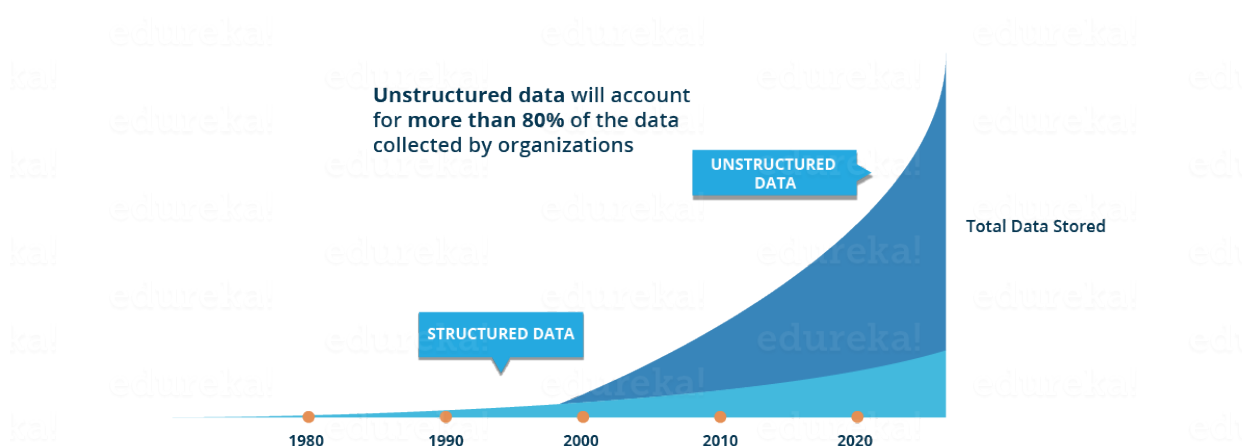 Unstructured data will account
for more than 80% of the data
collected by organizations
UNSTRUCTURED
DATA
Total Data Stored
STRUCTURED DATA
1980
1990
2000
2010
2020
edureka!